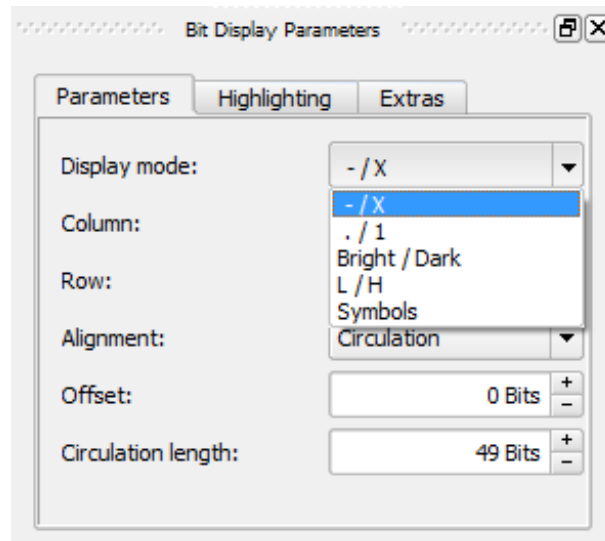 Bit Display Parameters
Parameters Highlighting Extras
Display mode: - / X
- / X
Column: . / 1
Bright / Dark
Row: L / H
Symbols
Alignment: Circulation
Offset: 0 Bits + -
Circulation length: 49 Bits + -